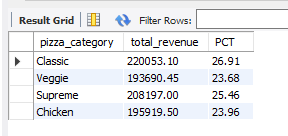 Result Grid Filter Rows:
pizza_category total_revenue PCT
Classic 220053.10 26.91
Veggie 193690.45 23.68
Supreme 208197.00 25.46
Chicken 195919.50 23.96